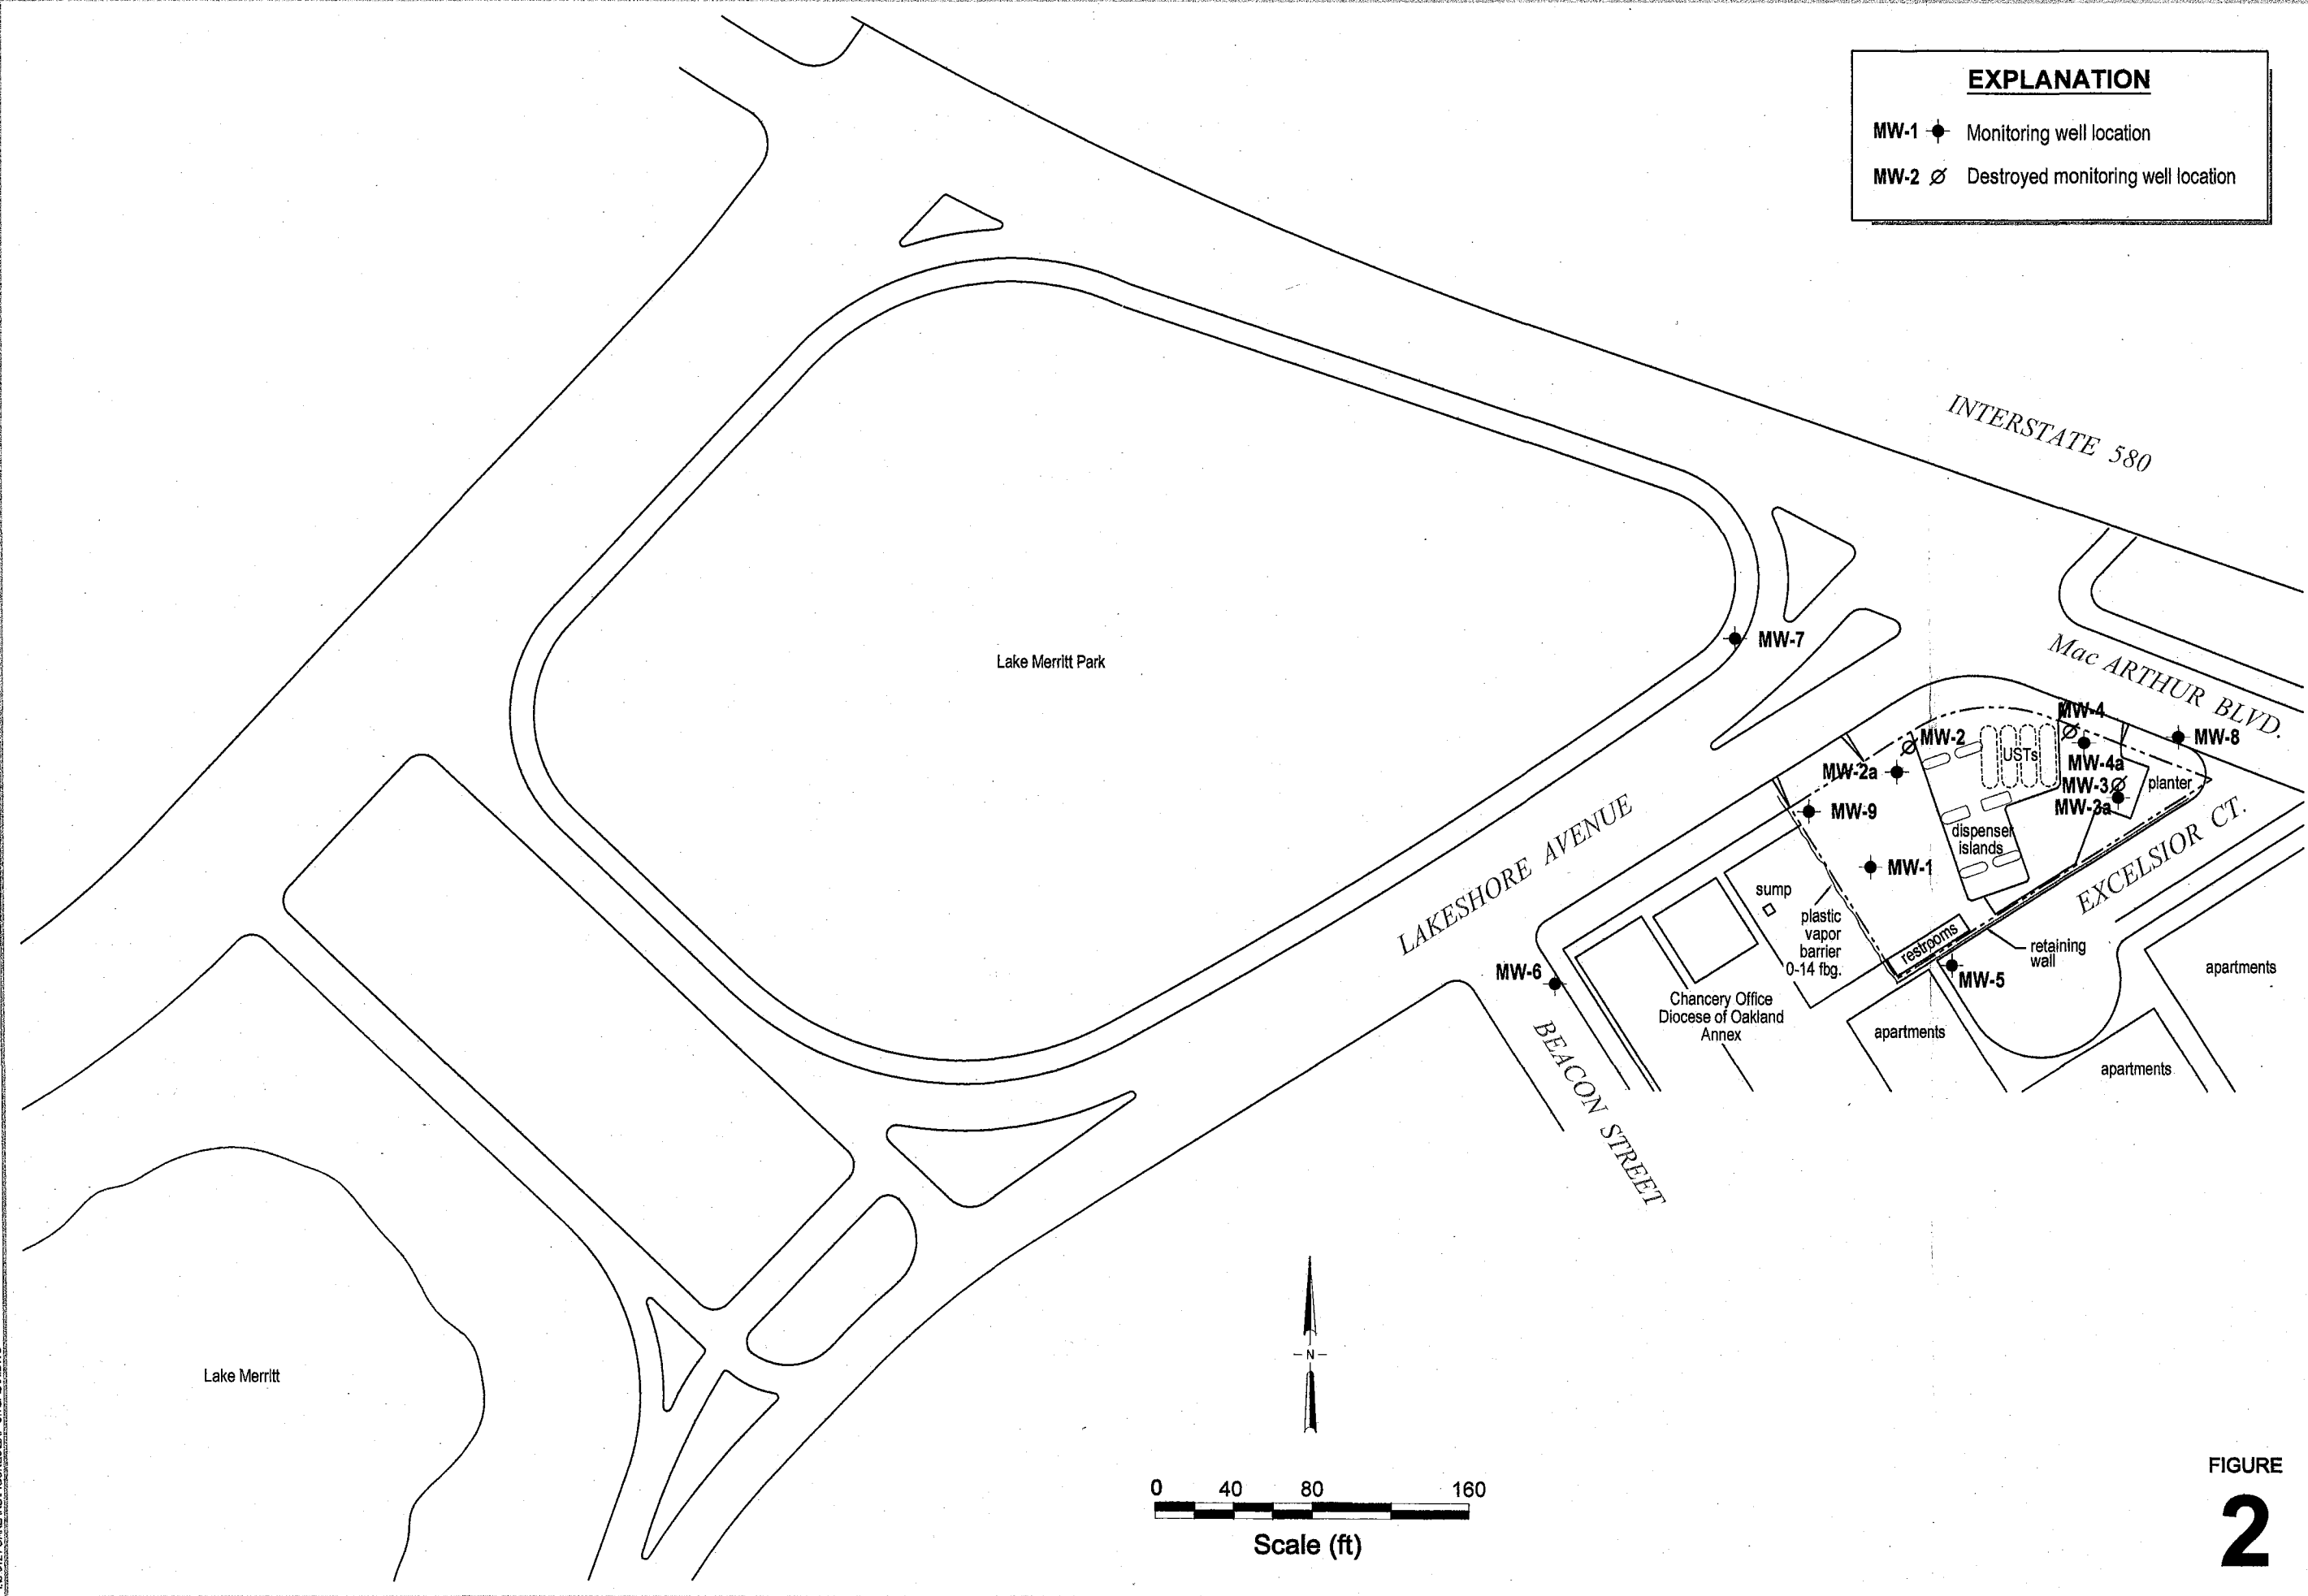 EXPLANATION
MW-1 Monitoring well location
MW-2 Destroyed monitoring well location
INTERSTATE 580
Mac ARTHUR BLVD.
MW-7
Lake Merritt Park
MW-4
MW-8
MW-2
USTs
MW-4a
MW-2a
MW-3
planter
MW-3a
MW-9
LAKESHORE AVENUE
dispenser
islands
EXCELSIOR CT.
MW-1
sump
plastic
vapor
barrier
0-14 fbg.
restrooms
retaining
wall
MW-6
MW-5
apartments
Chancery Office
Diocese of Oakland
Annex
apartments
apartments
BEACON STREET
N
Lake Merritt
0 40 80 160
Scale (ft)
FIGURE
2